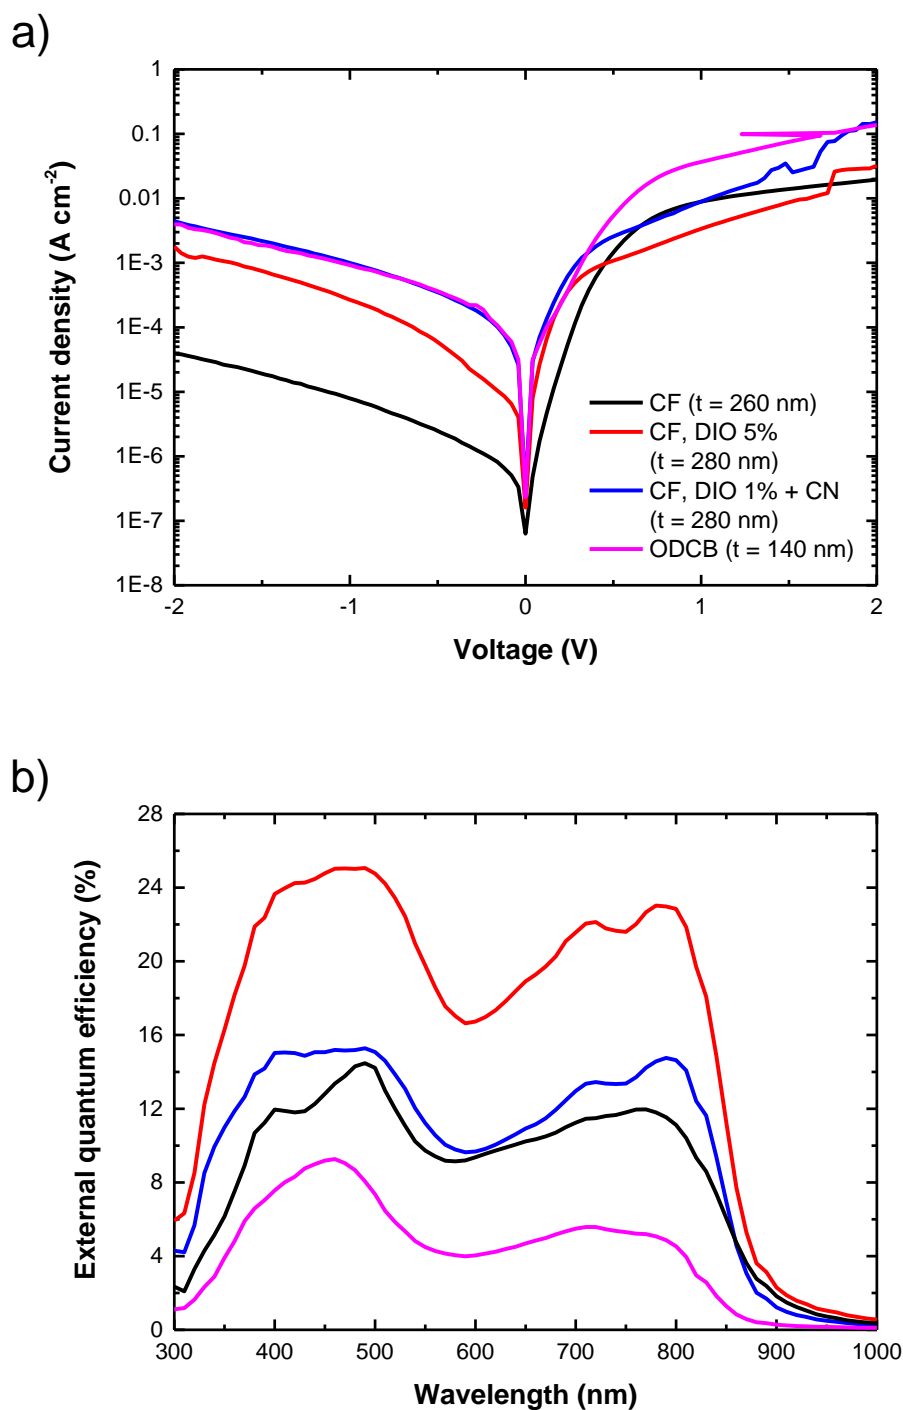 a)
1
0.1
0.01
1E-3
1E-4
1E-5
1E-6
1E-7
1E-8
Current density (A cm-2)
CF (t = 260 nm)
CF, DIO 5%
(t = 280 nm)
CF, DIO 1% + CN
(t = 280 nm)
ODCB (t = 140 nm)
-2 -1 0 1 2
Voltage (V)
b)
28
24
20
16
12
8
4
0
External quantum efficiency (%)
300 400 500 600 700 800 900 1000
Wavelength (nm)